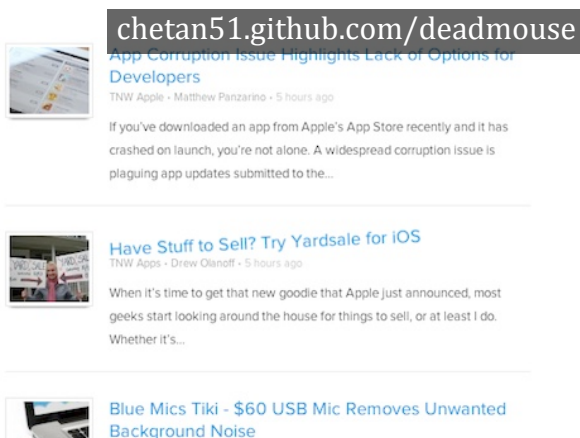 chetan51.github.com/deadmouse
App Corruption Issue Highlights Lack of Options for
Developers
TNW Apple • Matthew Panzarino • 5 hours ago
If you've downloaded an app from Apple's App Store recently and it has
crashed on launch, you're not alone. A widespread corruption issue is
plaguing app updates submitted to the...
Have Stuff to Sell? Try Yardsale for iOS
TNW Apps • Drew Olanoff • 5 hours ago
When it's time to get that new goodie that Apple just announced, most
geeks start looking around the house for things to sell, or at least I do.
Whether it's...
Blue Mics Tiki - $60 USB Mic Removes Unwanted
Background Noise